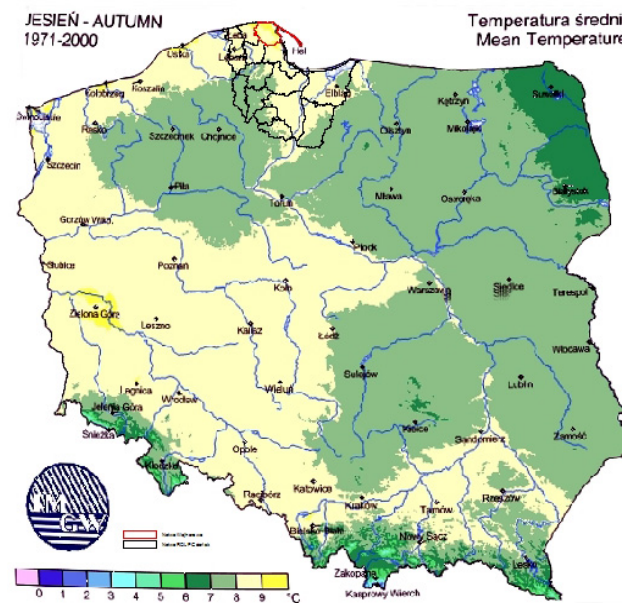 JESIEŃ - AUTUMN
1971-2000
Temperatura średni
Mean Temperature
Łeba
Hel
Ustka
Lębork
Kołobrzeg
Koszalin
Elbląg
Kętrzyn
Suwałki
Świnoujście
Resko
Szczecinek
Chojnice
Olsztyn
Mikołajki
Szczecin
Piła
Białystok
Toruń
Mława
Ostrołęka
Gorzów Wlkp.
Płock
Słubice
Poznań
Koło
Warszawa
Siedlce
Terespol
Zielona Góra
Leszno
Kalisz
Łódź
Włodawa
Sulejów
Legnica
Wrocław
Wieluń
Lublin
Jelenia Góra
Śnieżka
Kielce
Sandomierz
Zamość
Opole
Kłodzko
Katowice
Racibórz
Kraków
Tarnów
Rzeszów
Bielsko-Biała
Nowy Sącz
Lesko
Zakopane
Kasprowy Wierch
IM
GW
0 1 2 3 4 5 6 7 8 9 °C